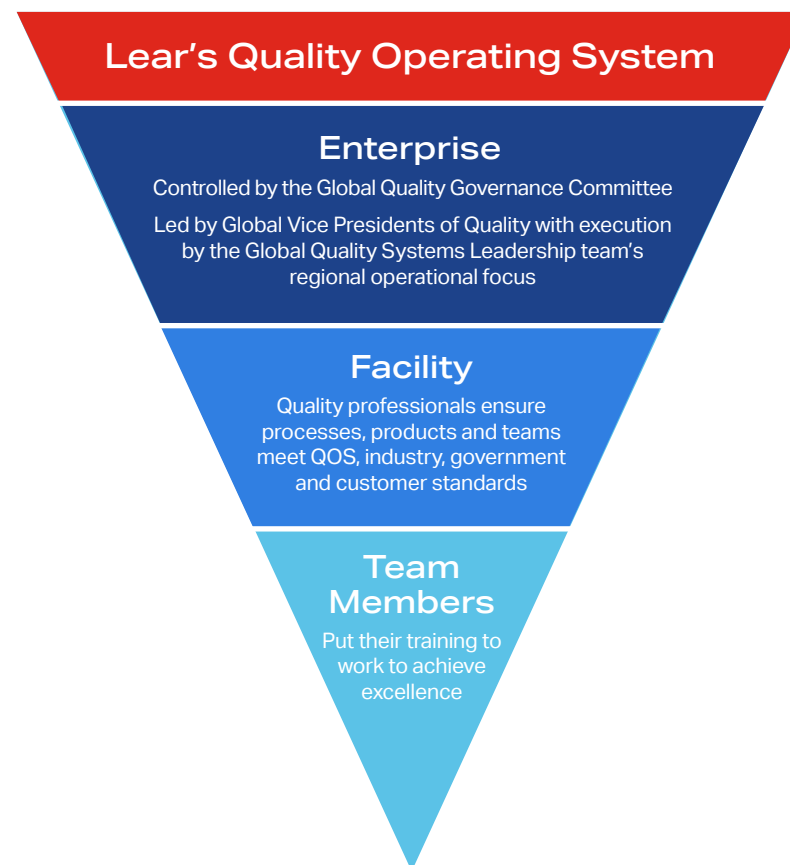 Lear's Quality Operating System
Enterprise
Controlled by the Global Quality Governance Committee
Led by Global Vice Presidents of Quality with execution
by the Global Quality Systems Leadership team's
regional operational focus
Facility
Quality professionals ensure
processes, products and teams
meet QOS, industry, government
and customer standards
Team
Members
Put their training to
work to achieve
excellence